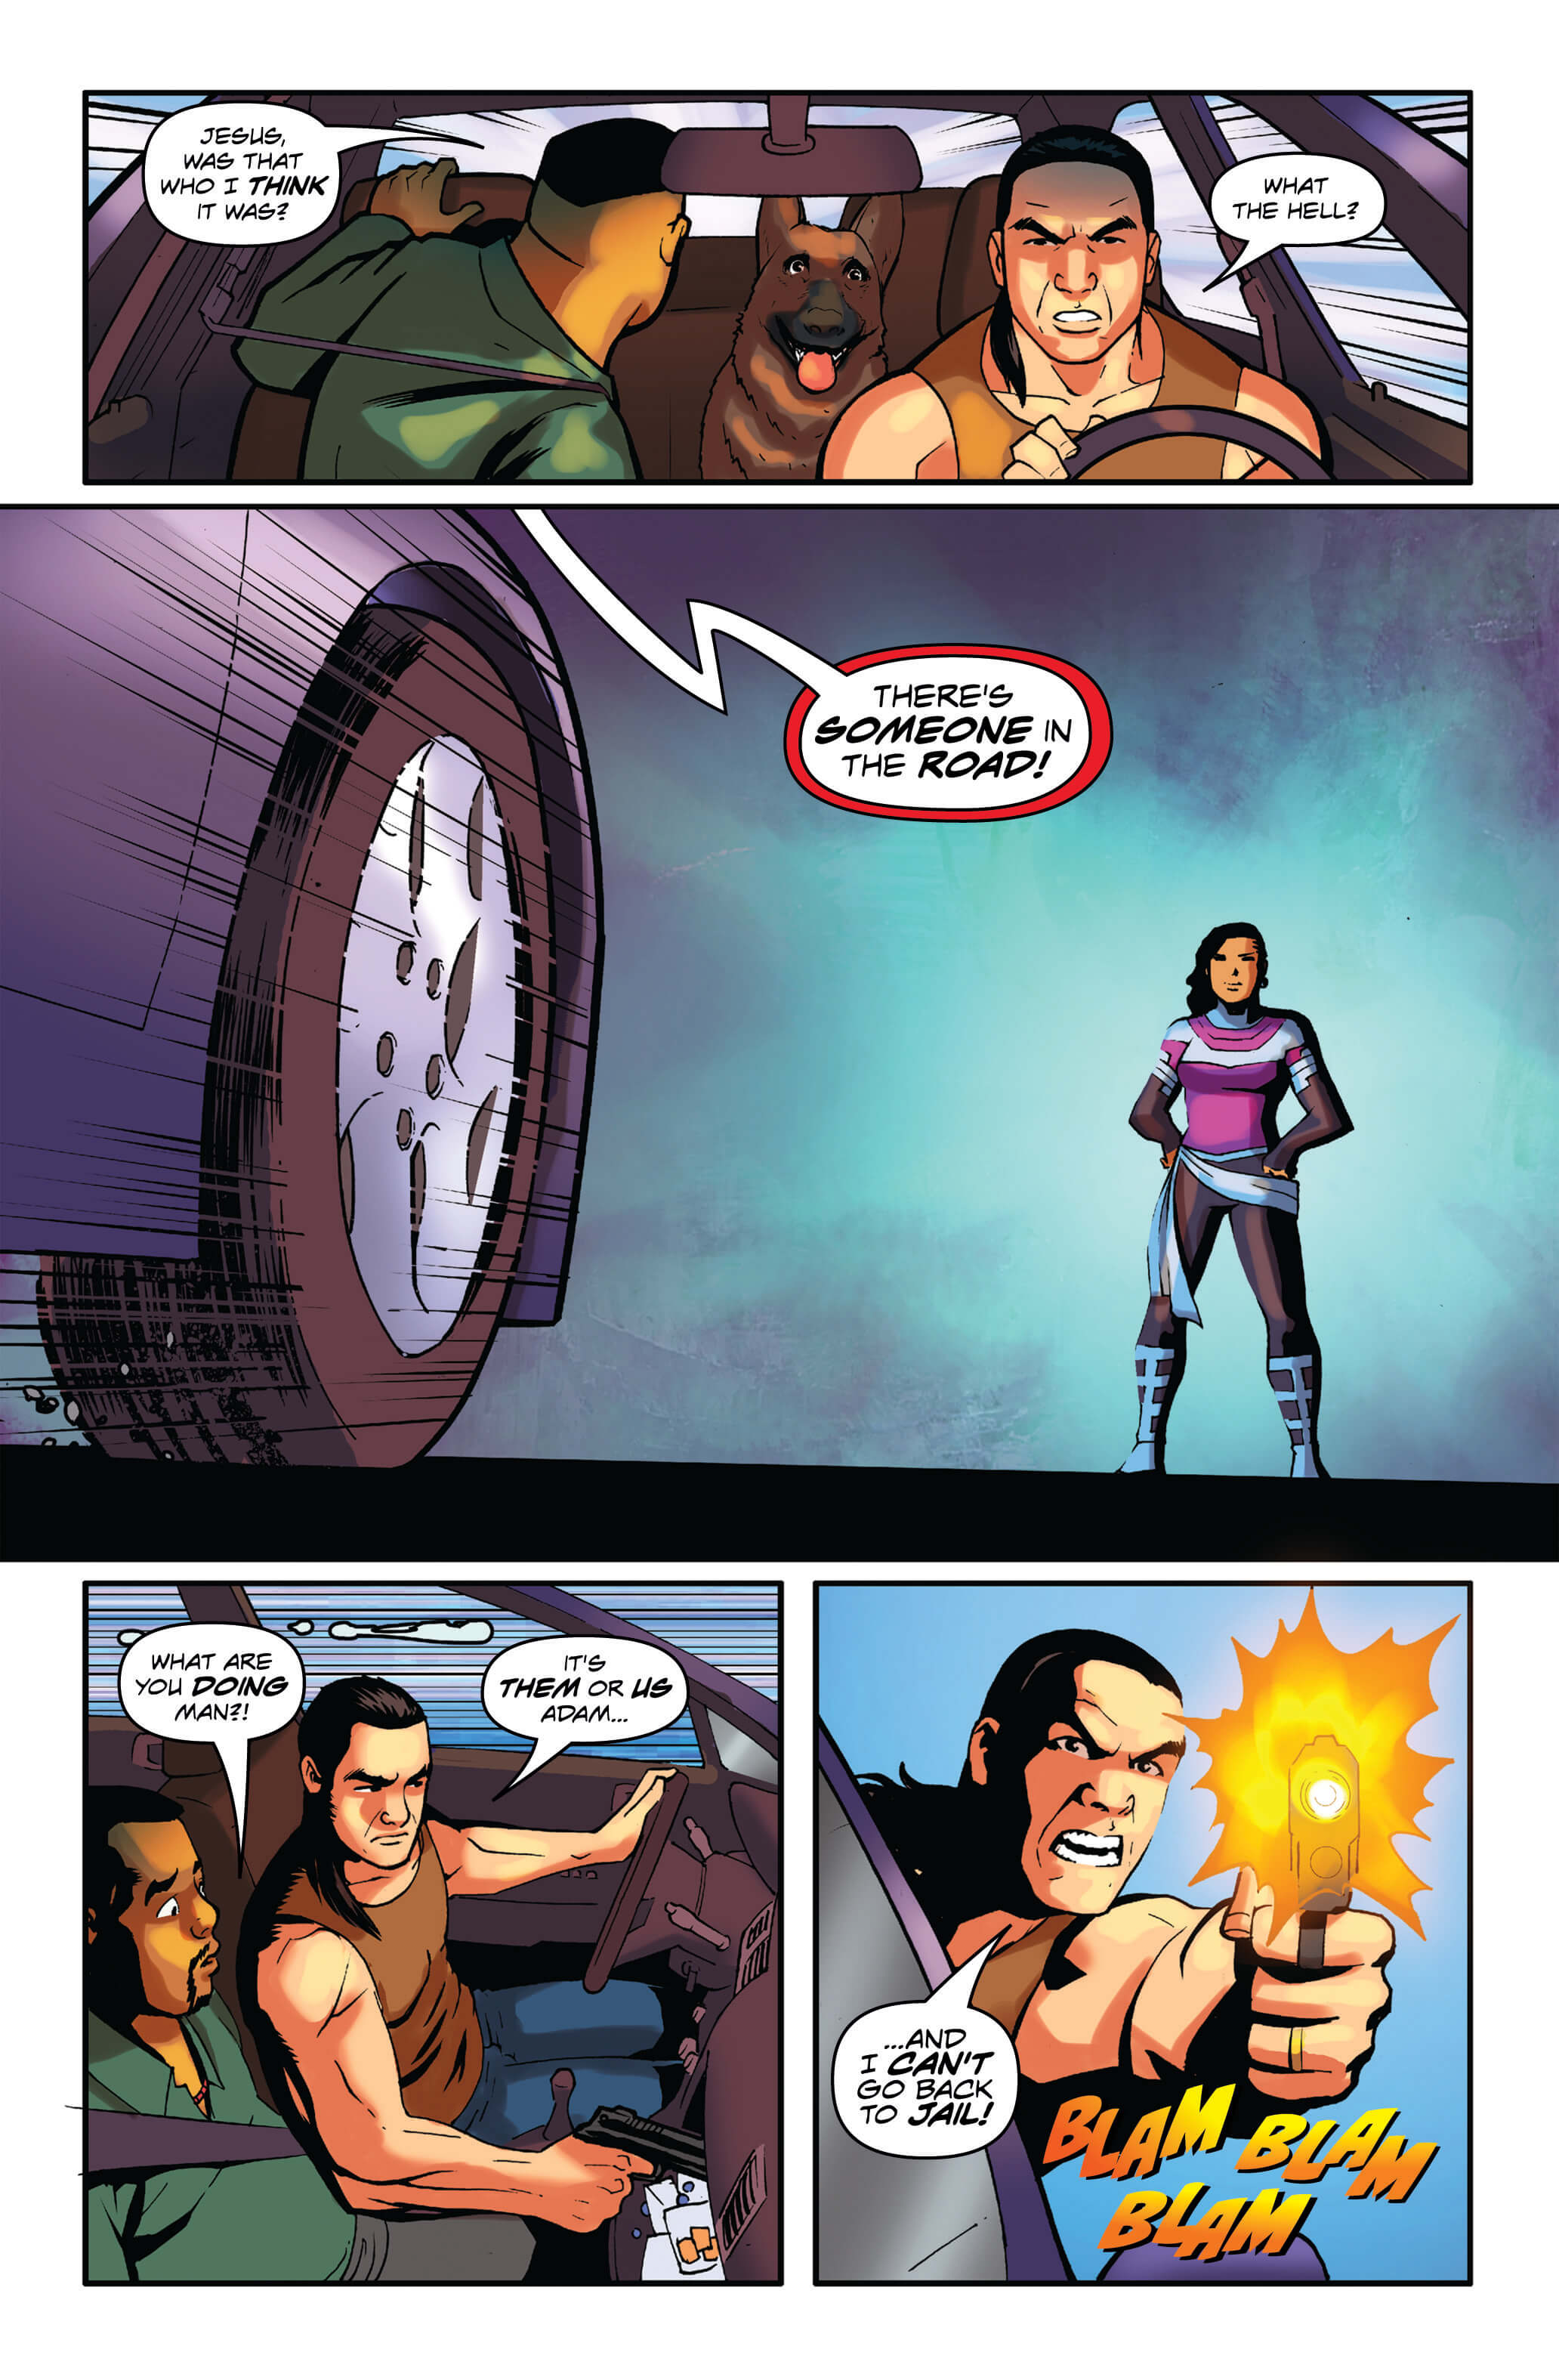 JESUS,
WAS THAT
WHO I THINK
IT WAS?
WHAT
THE HELL?
THERE'S
SOMEONE IN
THE ROAD!
WHAT ARE
YOU DOING
MAN?!
IT'S
THEM OR US
ADAM...
...AND
I CAN'T
GO BACK
TO JAIL!
BLAM BLAM
BLAM